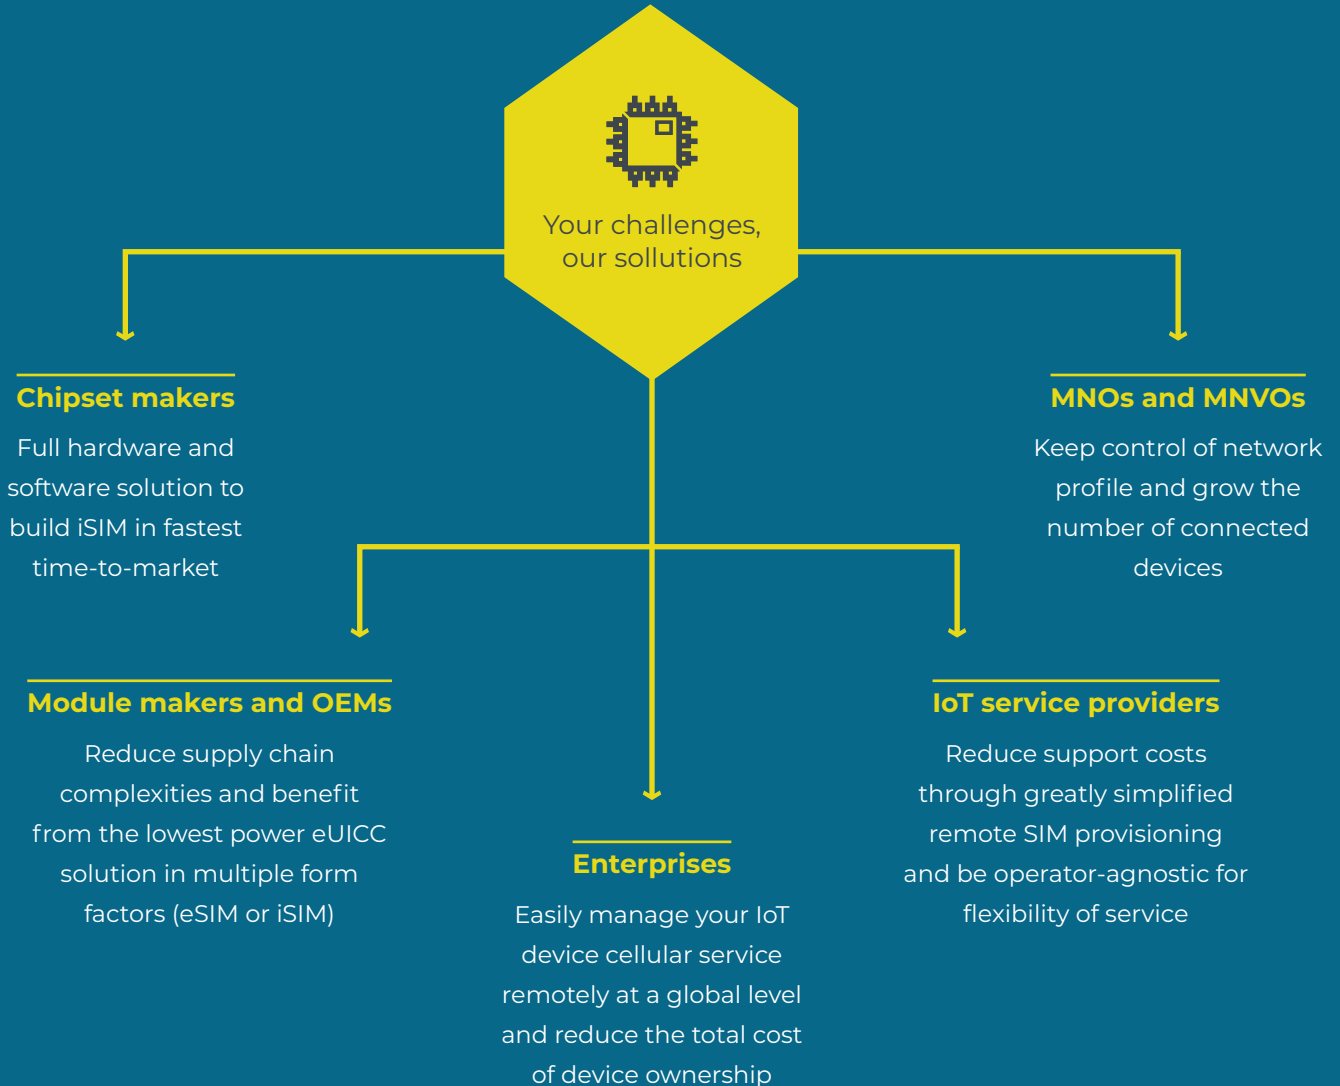 Your challenges,
our sollutions
Chipset makers
Full hardware and
software solution to
build iSIM in fastest
time-to-market
MNOs and MNVOs
Keep control of network
profile and grow the
number of connected
devices
Module makers and OEMs
Reduce supply chain
complexities and benefit
from the lowest power eUICC
solution in multiple form
factors (eSIM or iSIM)
Enterprises
Easily manage your IoT
device cellular service
remotely at a global level
and reduce the total cost
of device ownership
IoT service providers
Reduce support costs
through greatly simplified
remote SIM provisioning
and be operator-agnostic for
flexibility of service